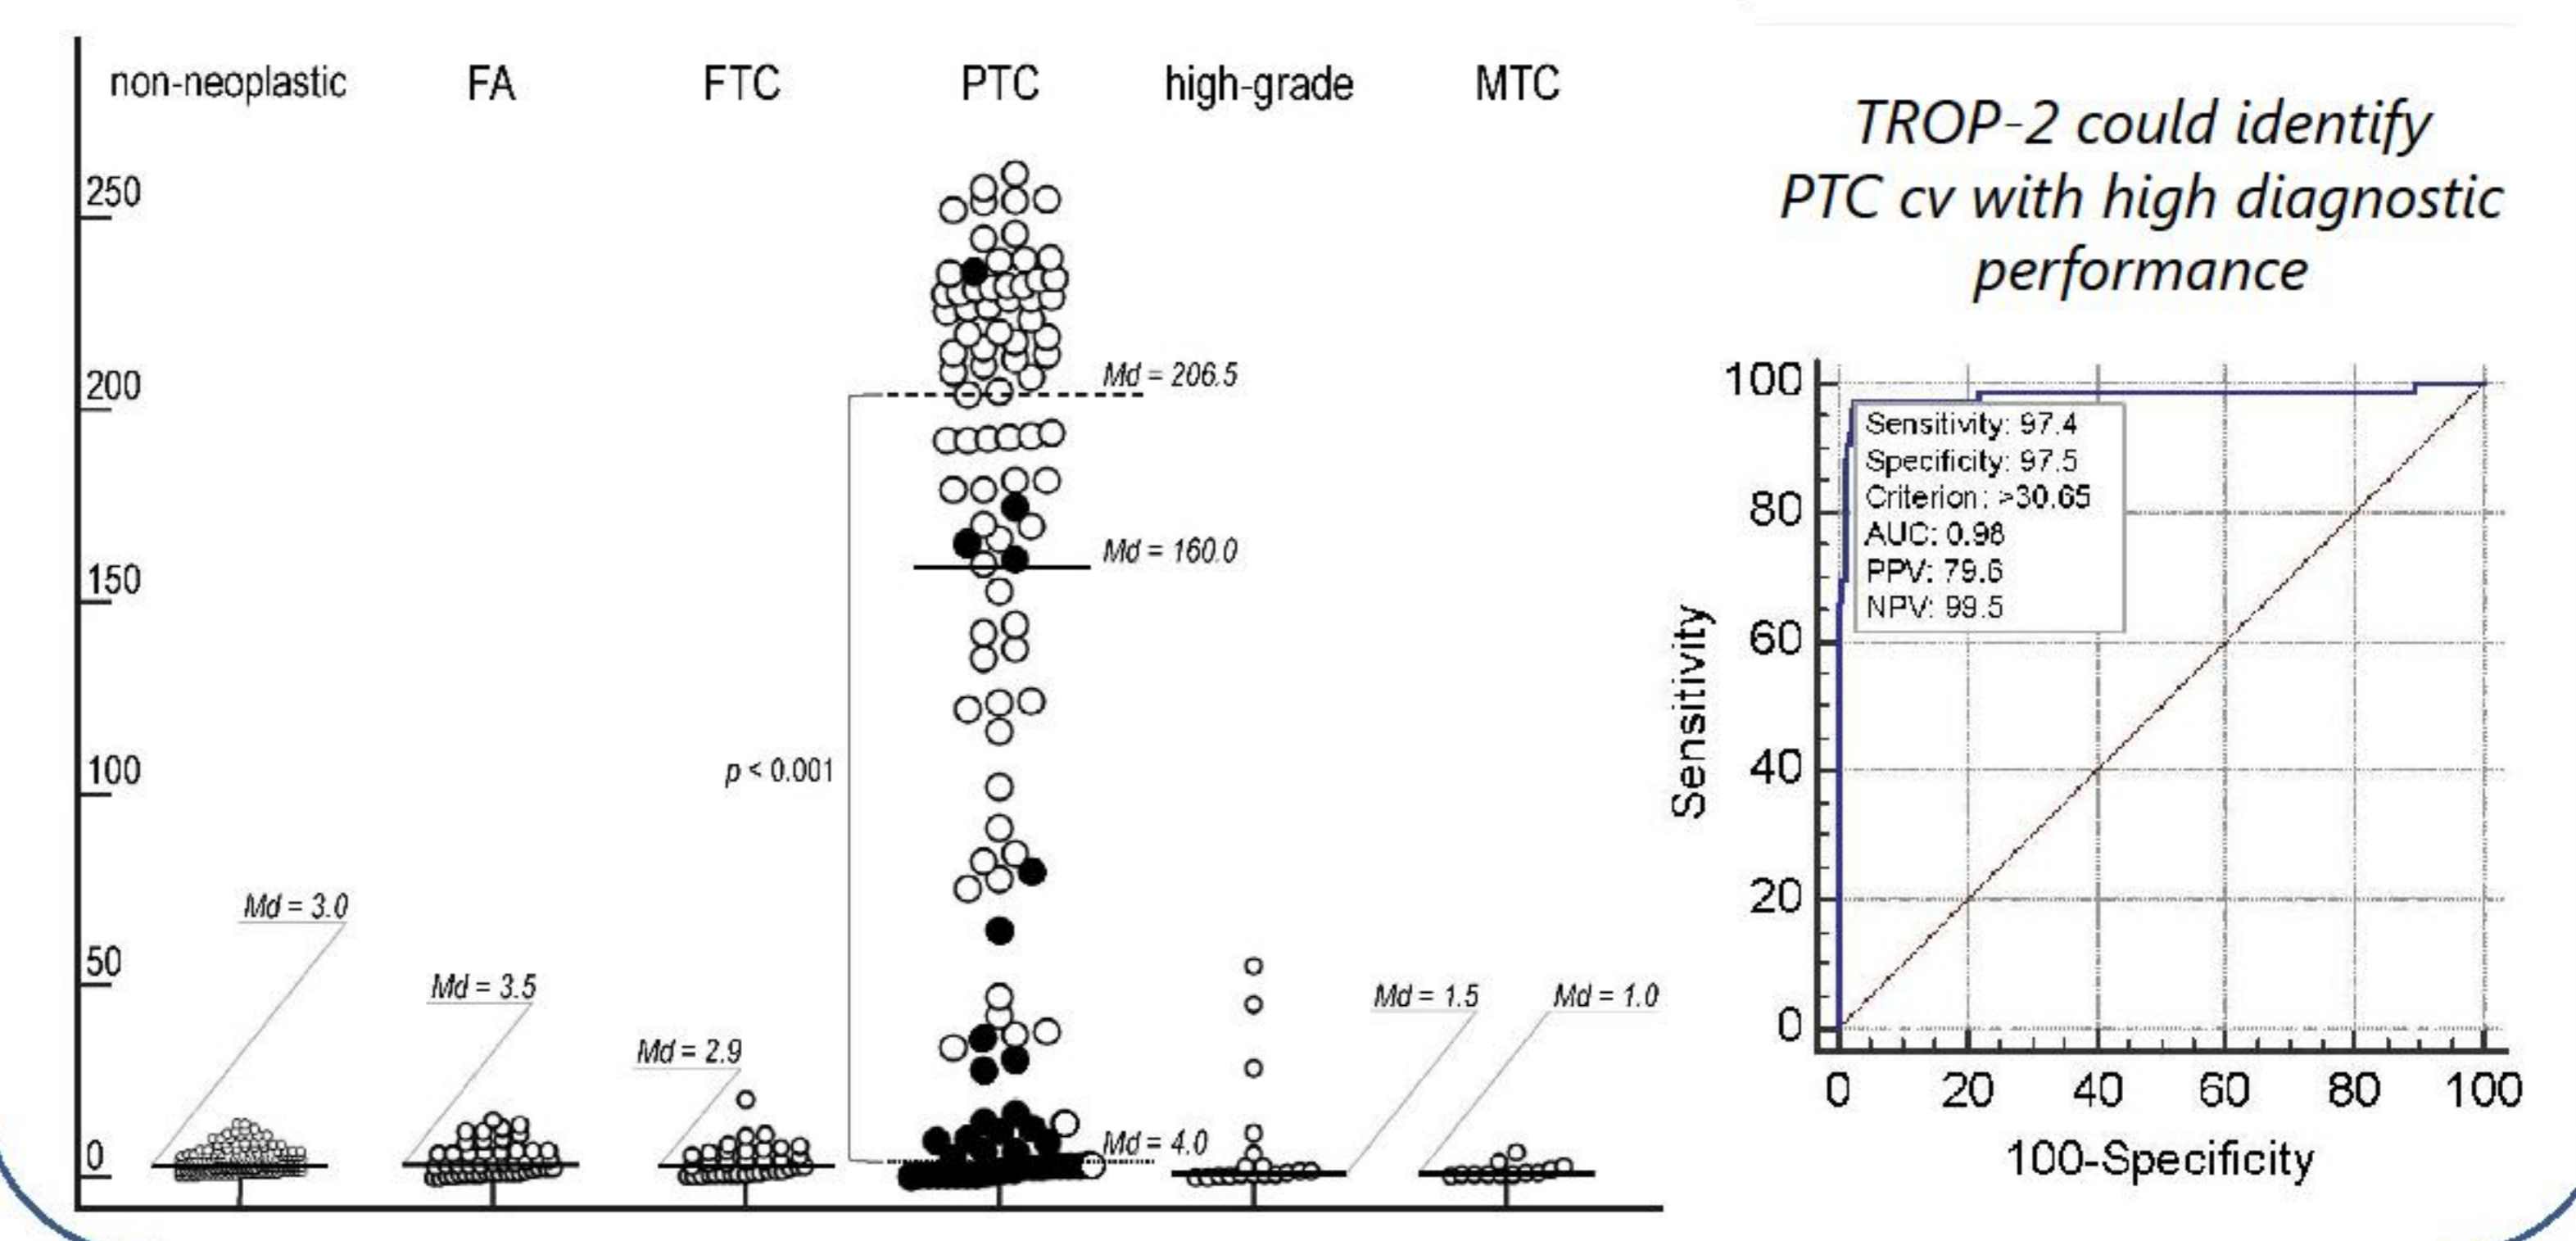 non-neoplastic FA FTC PTC high-grade MTC
250
200
150
100
50
0
Md = 3.0
Md = 3.5
Md = 2.9
p < 0.001
Md = 206.5
Md = 160.0
Md = 4.0
Md = 1.5
Md = 1.0
TROP-2 could identify
PTC cv with high diagnostic
performance
100
80
60
40
20
0
Sensitivity
Sensitivity: 97.4
Specificity: 97.5
Criterion: >30.65
AUC: 0.98
PPV: 79.6
NPV: 99.5
0 20 40 60 80 100
100-Specificity